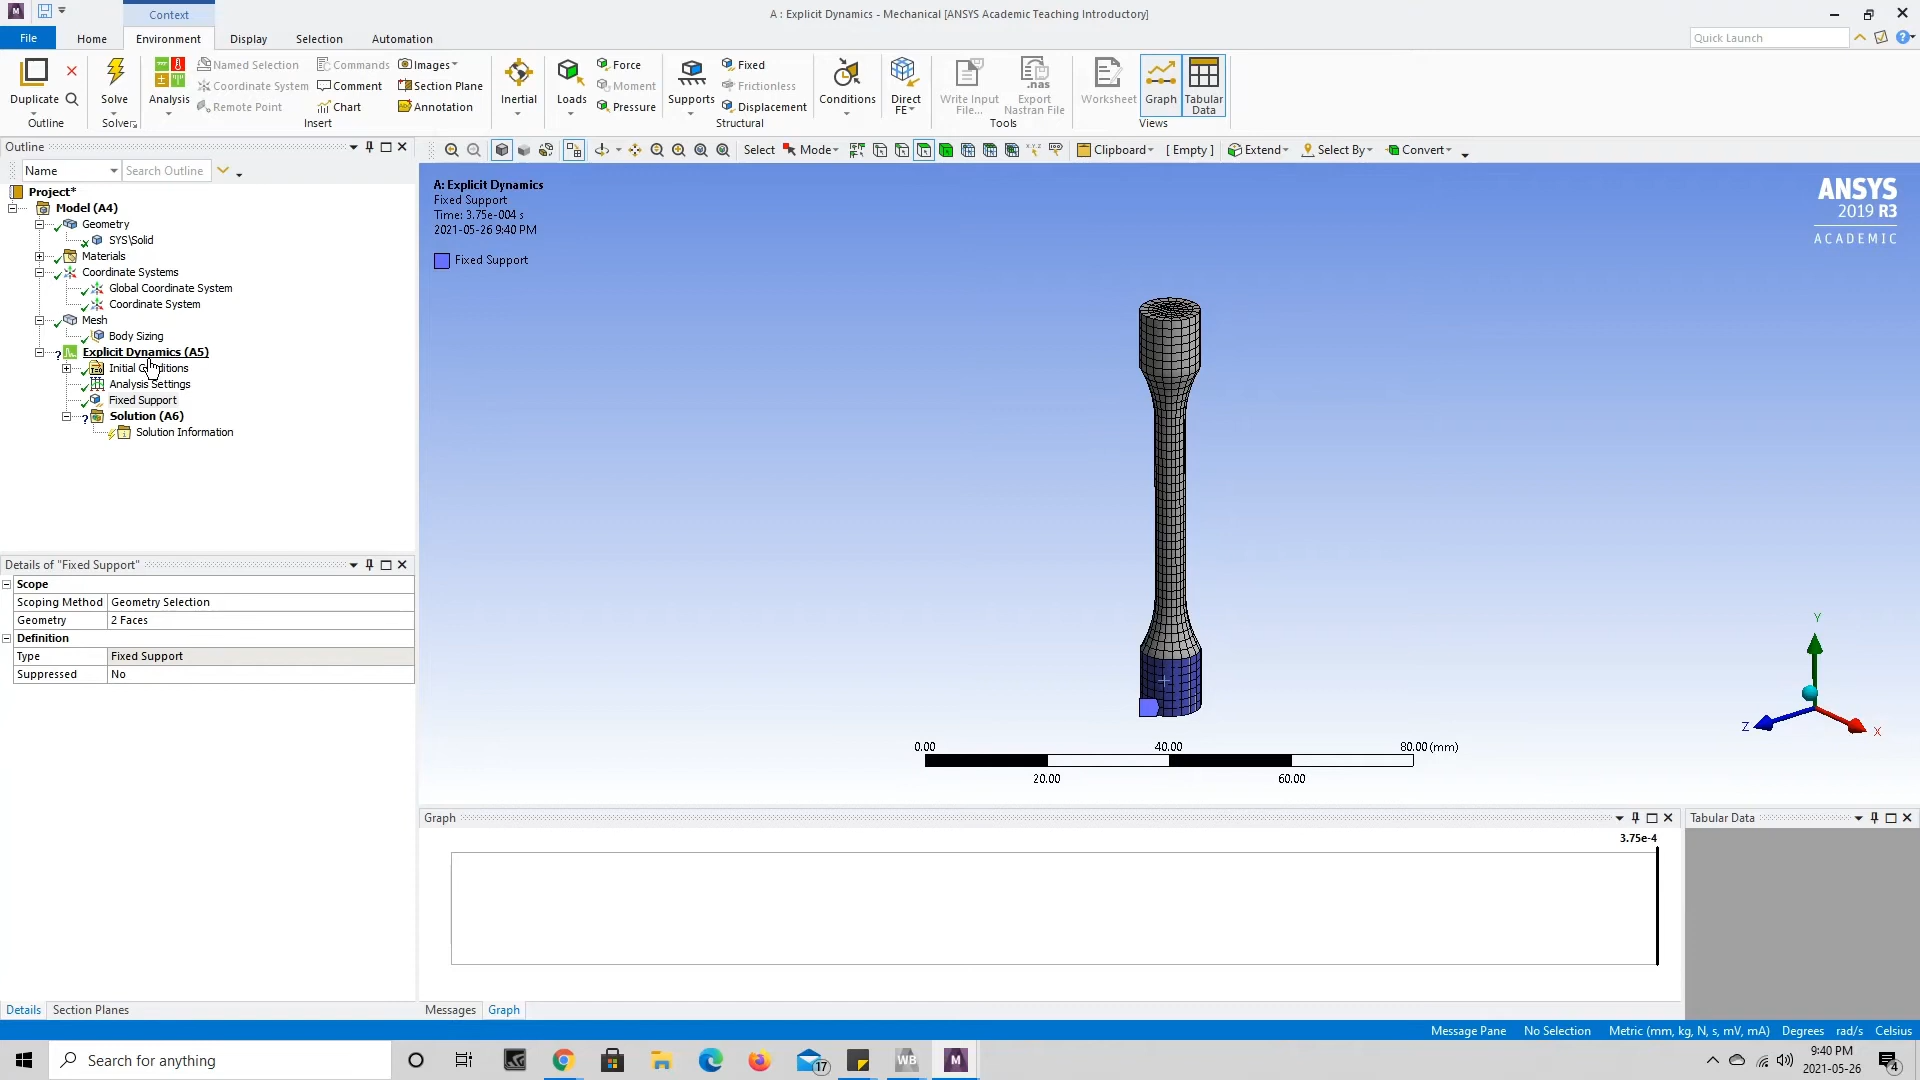 Context
A : Explicit Dynamics - Mechanical [ANSYS Academic Teaching Introductory]
File Home Environment Display Selection Automation
Quick Launch
Duplicate
Outline
Solve
Solver
Analysis
Named Selection
Coordinate System
Remote Point
Commands
Comment
Chart
Images
Section Plane
Annotation
Insert
Inertial
Loads
Force
Moment
Pressure
Supports
Fixed
Frictionless
Displacement
Structural
Conditions
Direct FE
Write Input File...
.nas
Export Nastran File
Tools
Worksheet
Graph
Tabular Data
Views
Outline
Name Search Outline
Select Mode Clipboard [ Empty ] Extend Select By Convert
Project*
Model (A4)
Geometry
SYS\Solid
Materials
Coordinate Systems
Global Coordinate System
Coordinate System
Mesh
Body Sizing
Explicit Dynamics (A5)
Initial Conditions
Analysis Settings
Fixed Support
Solution (A6)
Solution Information
A: Explicit Dynamics
Fixed Support
Time: 3.75e-004 s
2021-05-26 9:40 PM
Fixed Support
ANSYS
2019 R3
ACADEMIC
Y
Z
X
0.00 40.00 80.00 (mm)
20.00 60.00
Details of "Fixed Support"
Scope
Scoping Method Geometry Selection
Geometry 2 Faces
Definition
Type Fixed Support
Suppressed No
Graph
3.75e-4
Tabular Data
Details Section Planes
Messages Graph
Message Pane No Selection Metric (mm, kg, N, s, mV, mA) Degrees rad/s Celsius
Search for anything
17
WB
M
9:40 PM
2021-05-26
4